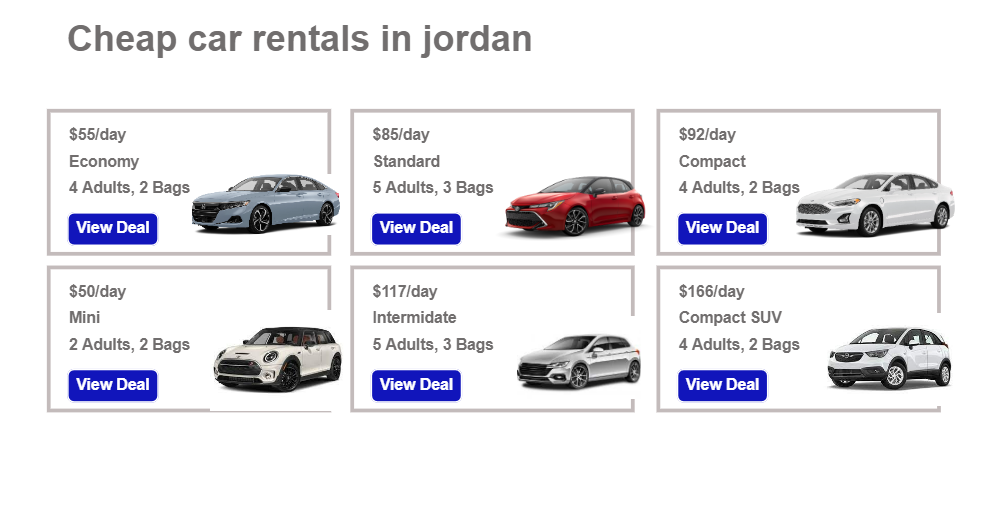 Cheap car rentals in jordan
$55/day
Economy
4 Adults, 2 Bags
View Deal
$85/day
Standard
5 Adults, 3 Bags
View Deal
$92/day
Compact
4 Adults, 2 Bags
View Deal
$50/day
Mini
2 Adults, 2 Bags
View Deal
$117/day
Intermidate
5 Adults, 3 Bags
View Deal
$166/day
Compact SUV
4 Adults, 2 Bags
View Deal